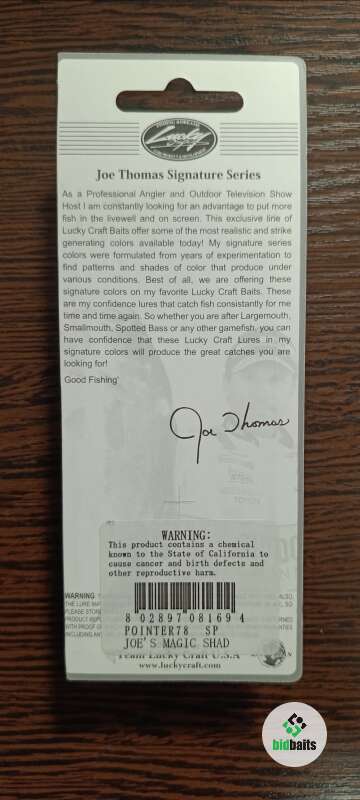 Lucky
Joe Thomas Signature Series
As a Professional Angler and Outdoor Television Show
Host I am constantly looking for an advantage to put more
fish in the livewell and on screen. This exclusive line of
Lucky Craft Baits offer some of the most realistic and strike
generating colors available today! My signature series
colors were formulated from years of experimentation to
find patterns and shades of color that produce under
various conditions. Best of all, we are offering these
signature colors on my favorite Lucky Craft Baits. These
are my confidence lures that catch fish consistently for me
time and time again. So whether you are after Largemouth,
Smallmouth, Spotted Bass or any other gamefish, you can
have confidence that these Lucky Craft Lures in my
signature colors will produce the great catches you are
looking for!
Good Fishing
Joe Thomas
WARNING:
This product contains a chemical
known to the State of California to
cause cancer and birth defects and
other reproductive harm.
WARNING
THE LURE
PLEASE
PRODUCT
WITH PROOF
INCLUDING
8 02897 08169 4
POINTER78 SP
JOE'S MAGIC SHAD
Team Lucky Craft U.S.A
www.luckycraft.com
bidbaits